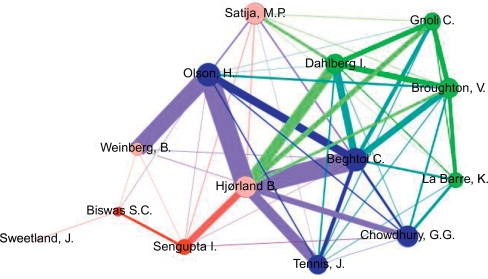 Satija, M.P.
Gnoli C.
Dahlberg I.
Olson, H.
Broughton, V.
Weinberg, B.
Beghtol C.
Hjørland B.
La Barre, K.
Biswas S.C.
Sweetland, J.
Sengupta I.
Chowdhury, G.G.
Tennis, J.